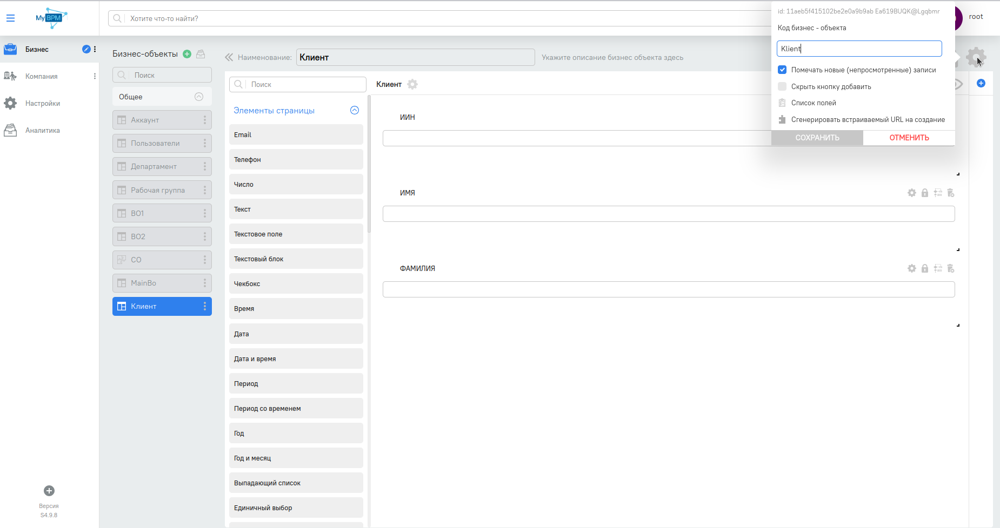 MyBPM
Хотите что-то найти?
root
Бизнес
Компания
Настройки
Аналитика
Версия
S4.9.8
Бизнес-объекты
Поиск
Общее
Аккаунт
Пользователи
Департамент
Рабочая группа
BO1
BO2
CO
MainBo
Клиент
Наименование:
Клиент
Укажите описание бизнес объекта здесь
Поиск
Элементы страницы
Email
Телефон
Число
Текст
Текстовое поле
Текстовый блок
Чекбокс
Время
Дата
Дата и время
Период
Период со временем
Год
Год и месяц
Выпадающий список
Единичный выбор
Клиент
ИИН
ИМЯ
ФАМИЛИЯ
id: 11aeb5f415102be2e0a9b9ab Ea619BUQK@Lgqbmr
Код бизнес - объекта
Klient
Помечать новые (непросмотренные) записи
Скрыть кнопку добавить
Список полей
Сгенерировать встраиваемый URL на создание
СОХРАНИТЬ
ОТМЕНИТЬ